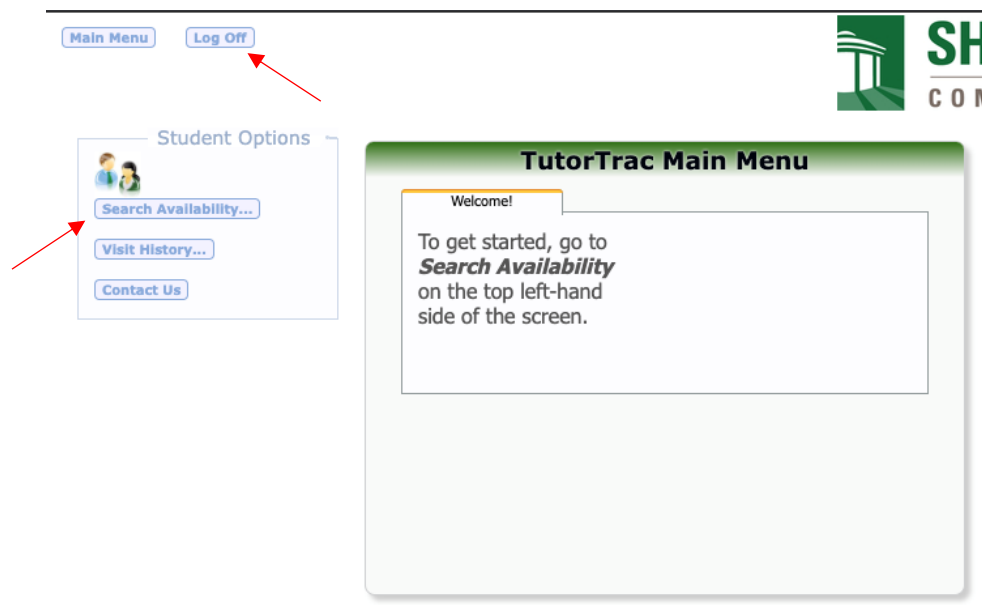 Main Menu Log Off
SH
COM
Student Options
Search Availability...
Visit History...
Contact Us
TutorTrac Main Menu
Welcome!
To get started, go to
Search Availability
on the top left-hand
side of the screen.